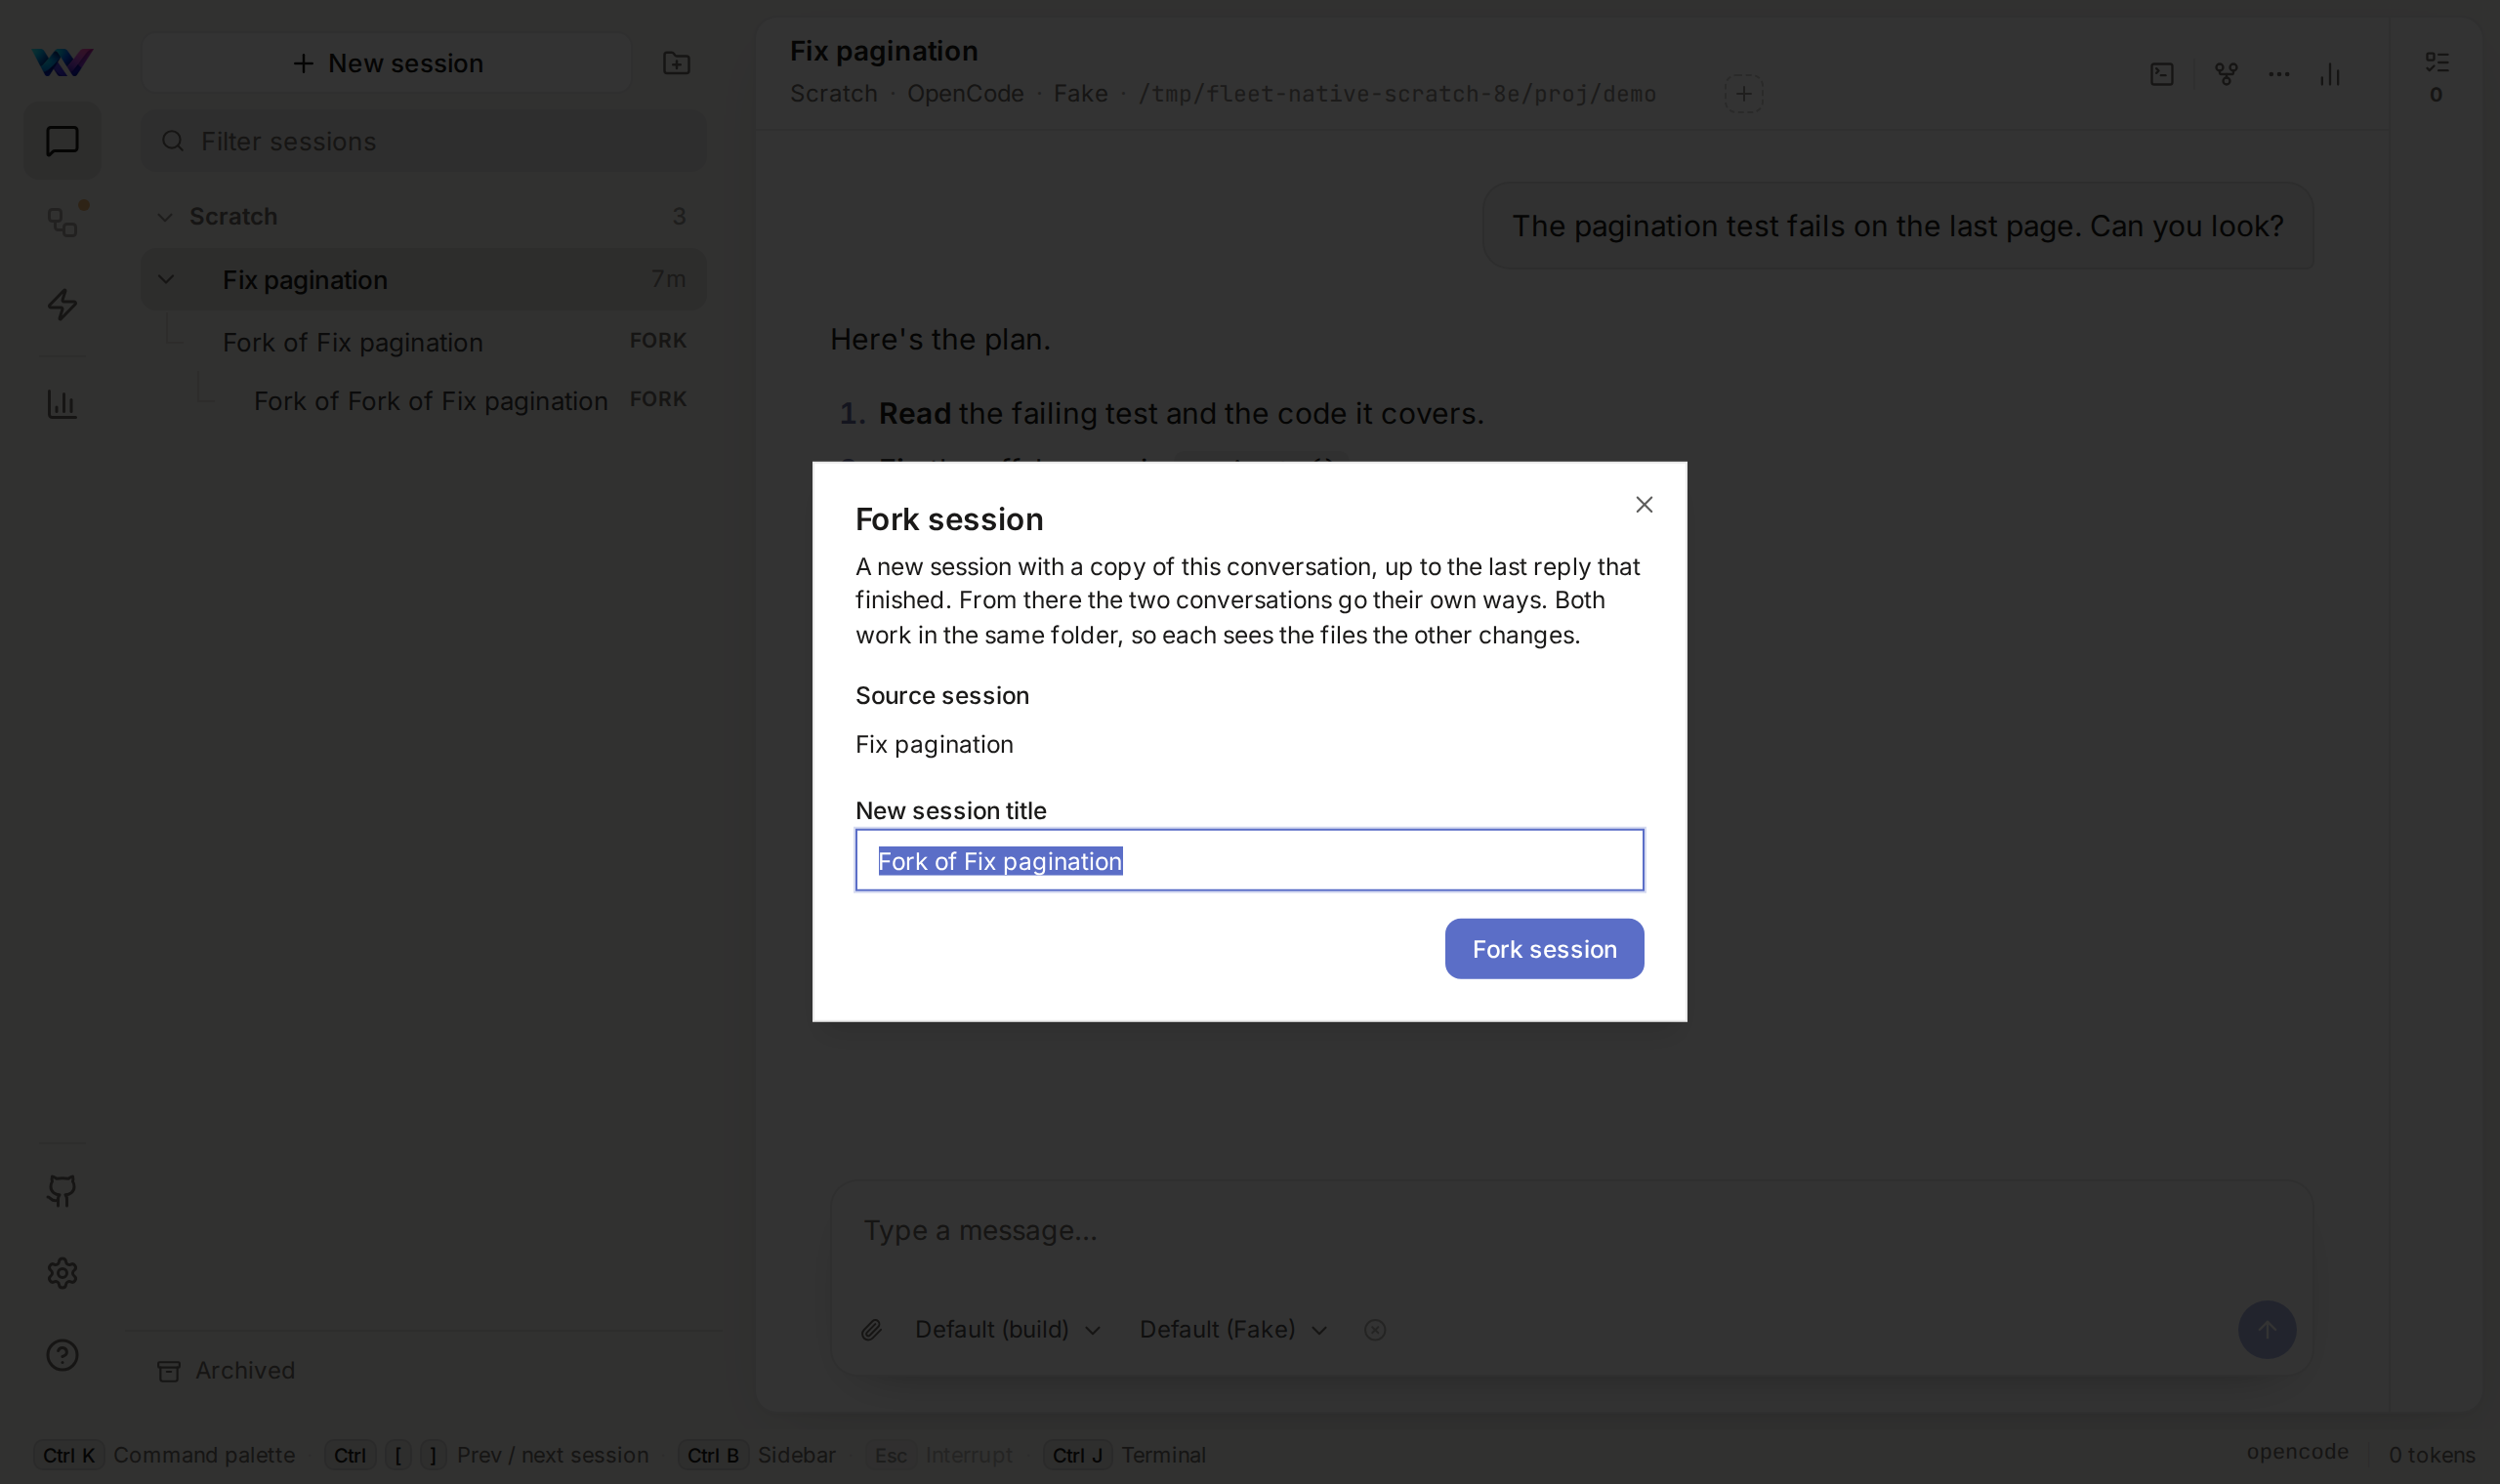 New session
Filter sessions
Scratch 3
Fix pagination 7m
Fork of Fix pagination FORK
Fork of Fork of Fix pagination FORK
Archived
Fix pagination
Scratch · OpenCode · Fake · /tmp/fleet-native-scratch-8e/proj/demo
0
The pagination test fails on the last page. Can you look?
Here's the plan.
1. Read the failing test and the code it covers.
Fork session
A new session with a copy of this conversation, up to the last reply that
finished. From there the two conversations go their own ways. Both
work in the same folder, so each sees the files the other changes.
Source session
Fix pagination
New session title
Fork of Fix pagination
Fork session
Type a message...
Default (build) Default (Fake)
Ctrl K Command palette Ctrl [ ] Prev / next session Ctrl B Sidebar Esc Interrupt Ctrl J Terminal opencode 0 tokens